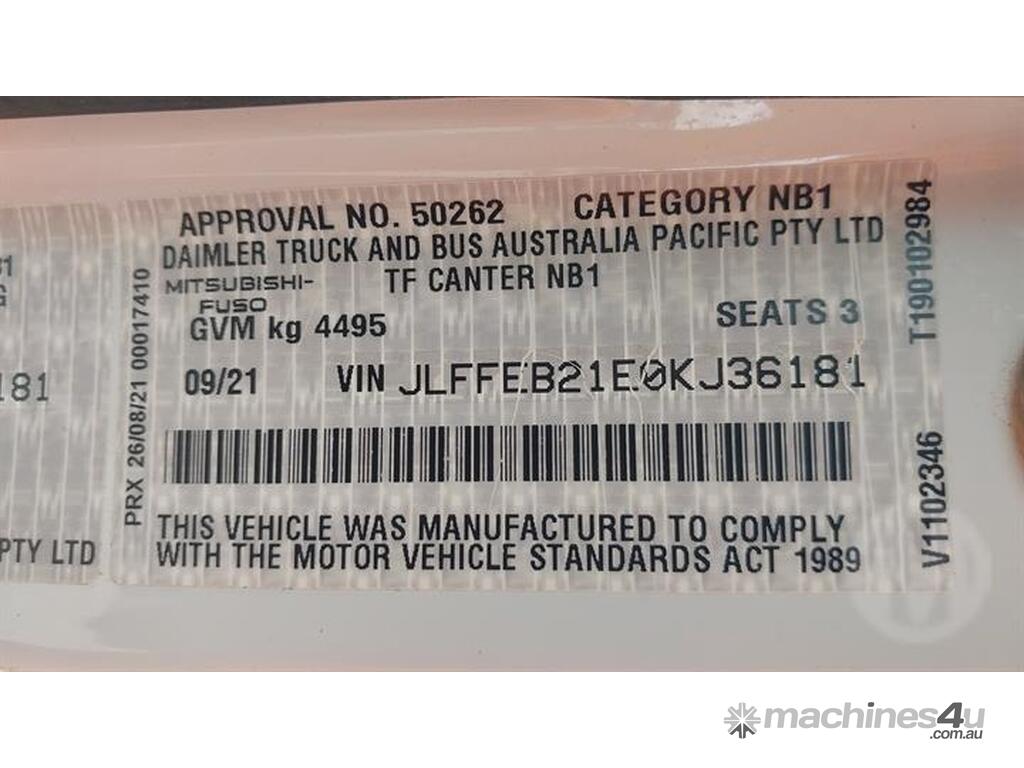 APPROVAL NO. 50262 CATEGORY NB1
DAIMLER TRUCK AND BUS AUSTRALIA PACIFIC PTY LTD
MITSUBISHI-FUSO TF CANTER NB1
GVM kg 4495 SEATS 3
09/21 VIN JLFFEB21E0KJ36181
THIS VEHICLE WAS MANUFACTURED TO COMPLY
WITH THE MOTOR VEHICLE STANDARDS ACT 1989
PRX 26/08/21 00017410
T190102984
V1102346
181
PTY LTD
machines4u
.com.au